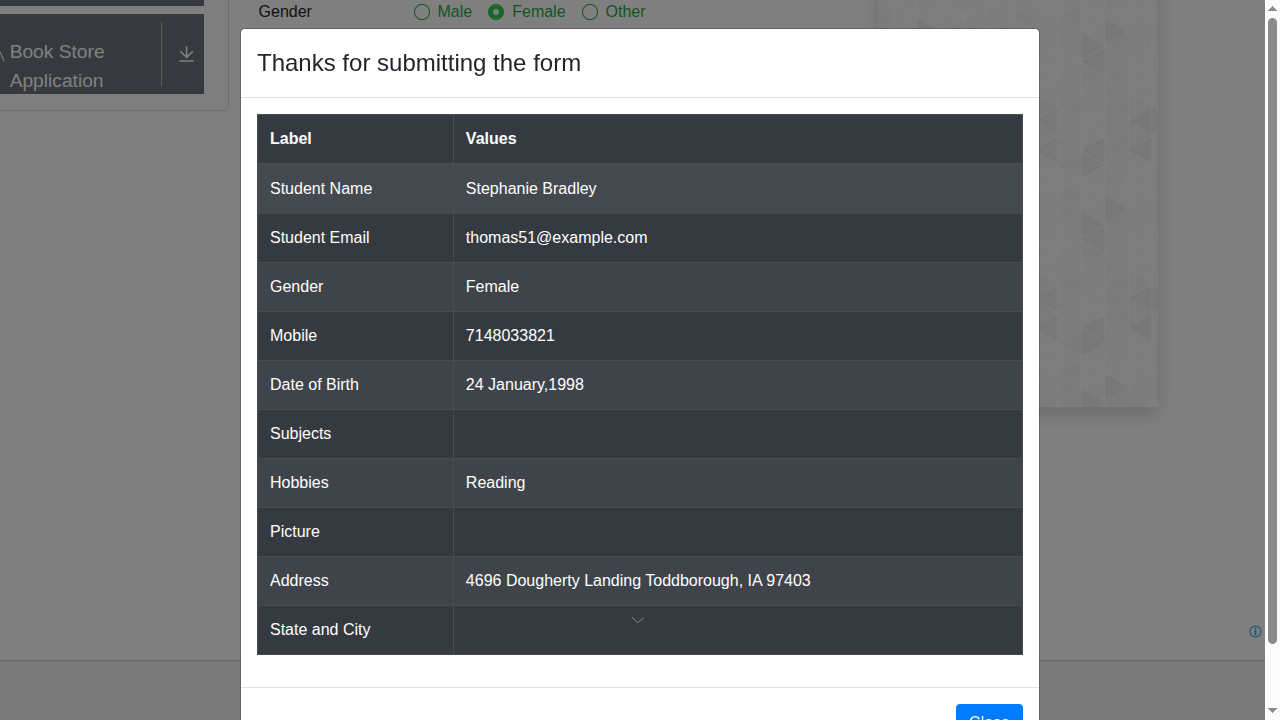 Gender Male Female Other
Book Store
Application
Thanks for submitting the form
Label Values
Student Name Stephanie Bradley
Student Email thomas51@example.com
Gender Female
Mobile 7148033821
Date of Birth 24 January,1998
Subjects
Hobbies Reading
Picture
Address 4696 Dougherty Landing Toddborough, IA 97403
State and City
Close